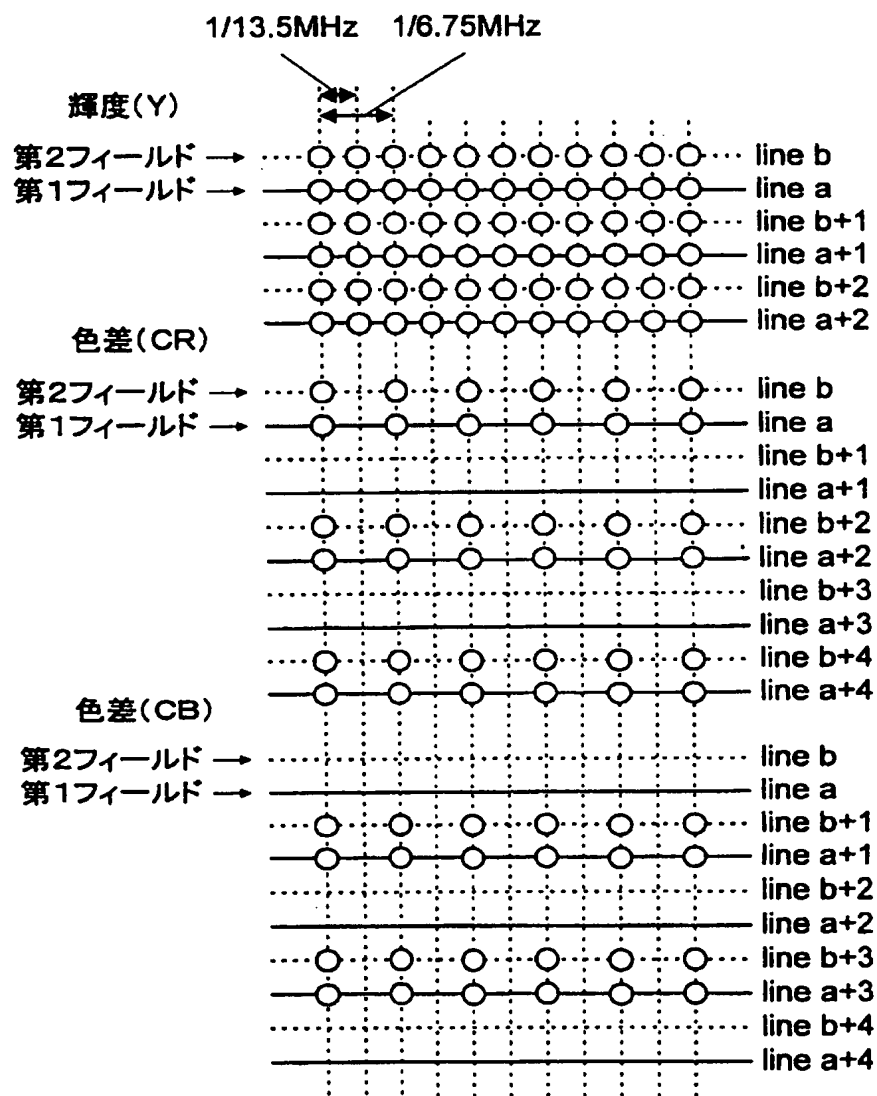 1/13.5MHz 1/6.75MHz
輝度(Y)
第2フィールド → line b
第1フィールド → line a
line b+1
line a+1
line b+2
line a+2
色差(CR)
第2フィールド → line b
第1フィールド → line a
line b+1
line a+1
line b+2
line a+2
line b+3
line a+3
line b+4
line a+4
色差(CB)
第2フィールド → line b
第1フィールド → line a
line b+1
line a+1
line b+2
line a+2
line b+3
line a+3
line b+4
line a+4